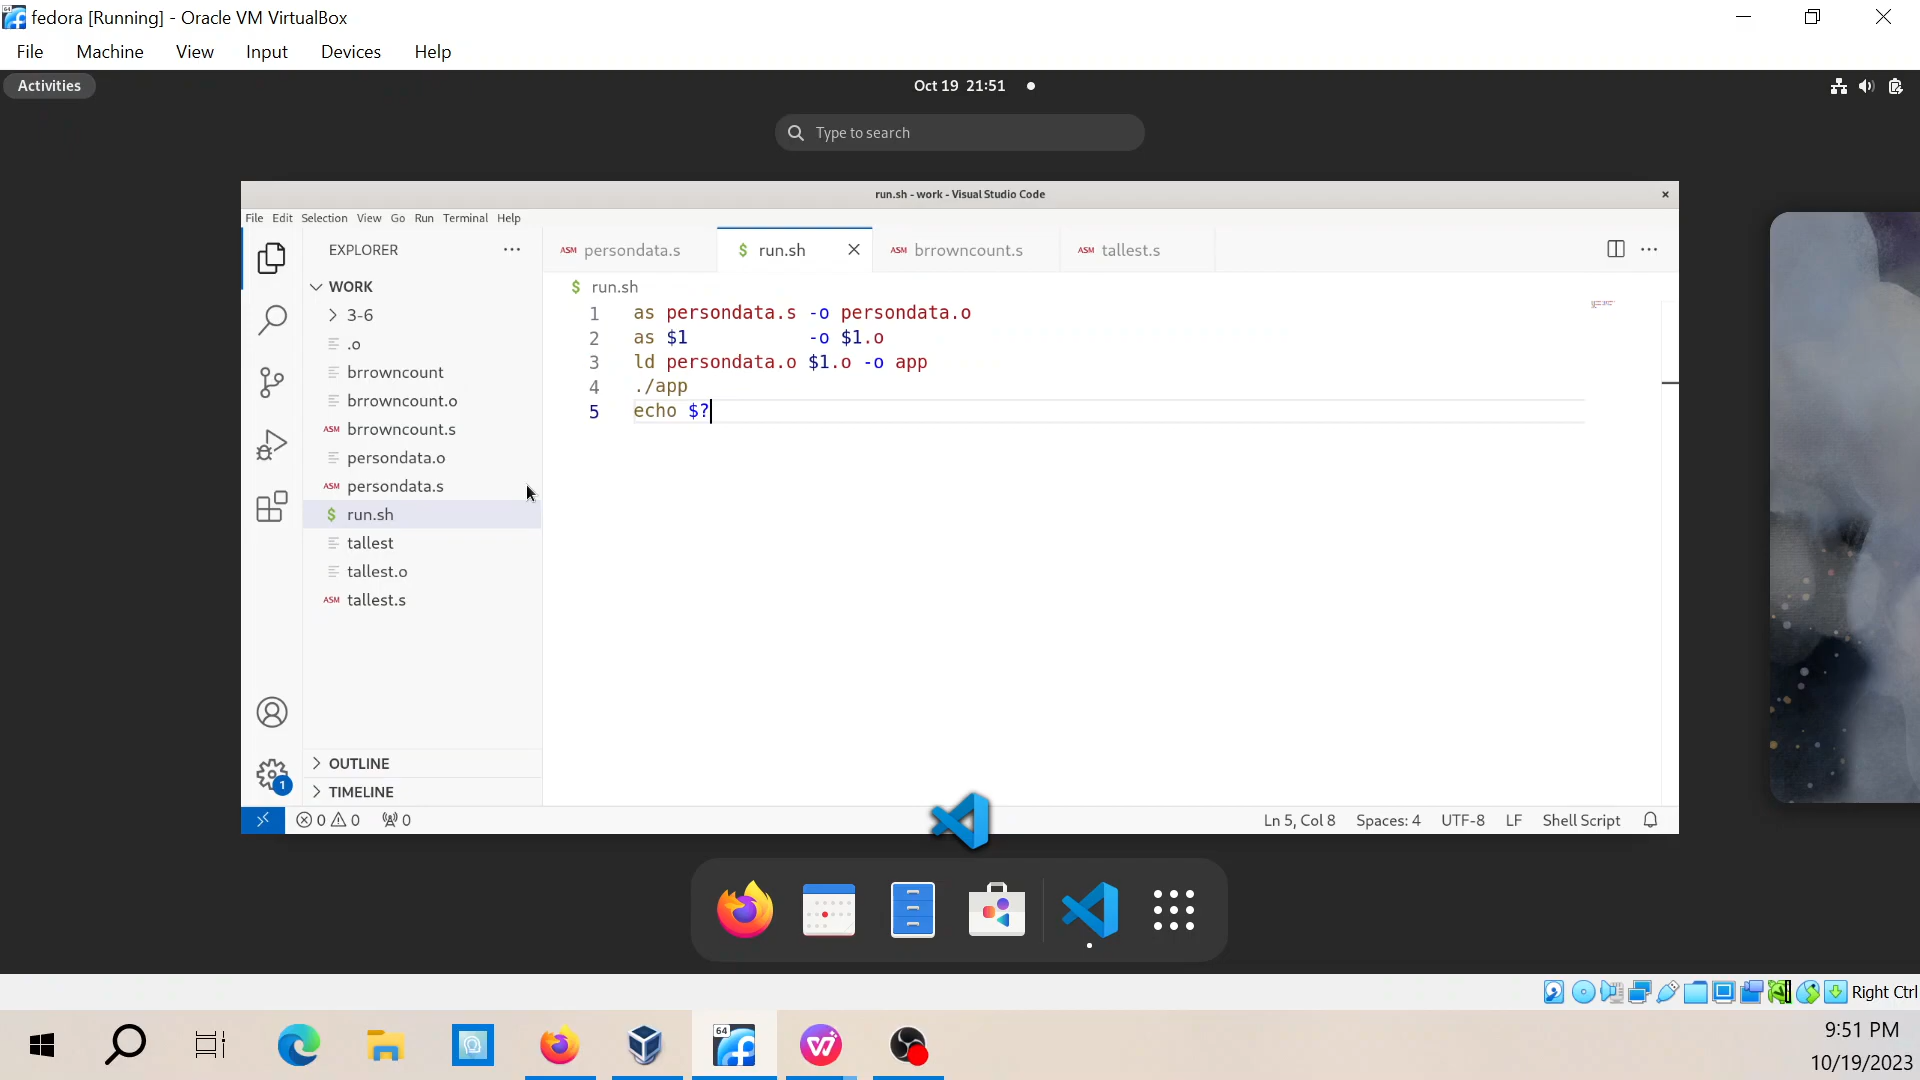 fedora [Running] - Oracle VM VirtualBox
File Machine View Input Devices Help
Activities
Oct 19 21:51
Type to search
run.sh - work - Visual Studio Code
File Edit Selection View Go Run Terminal Help
EXPLORER
ASM persondata.s
$ run.sh
ASM brrowncount.s
ASM tallest.s
WORK
3-6
.o
brrowncount
brrowncount.o
ASM brrowncount.s
persondata.o
ASM persondata.s
$ run.sh
tallest
tallest.o
ASM tallest.s
OUTLINE
TIMELINE
$ run.sh
1 as persondata.s -o persondata.o
2 as $1 -o $1.o
3 ld persondata.o $1.o -o app
4 ./app
5 echo $?
1
0 0 0
Ln 5, Col 8 Spaces: 4 UTF-8 LF Shell Script
Right Ctrl
64
9:51 PM
10/19/2023